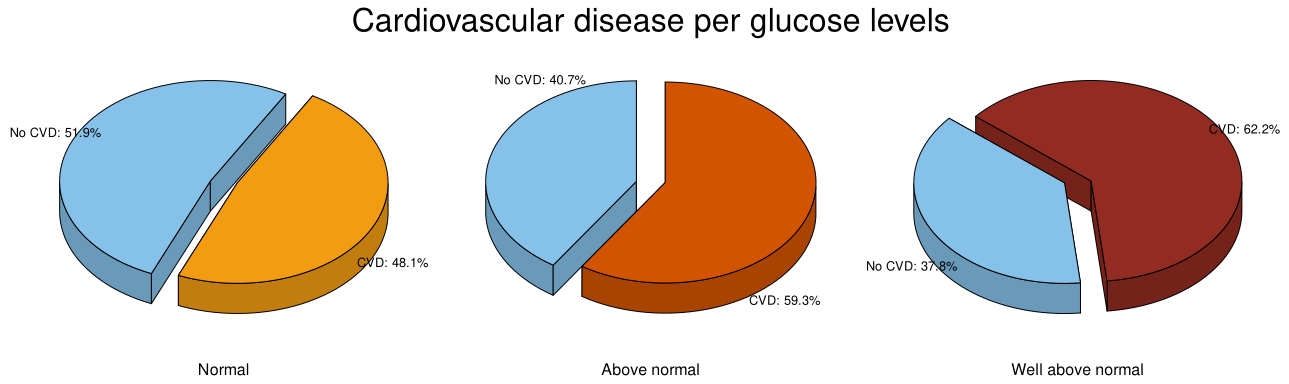 Cardiovascular disease per glucose levels
No CVD: 51.9%
CVD: 48.1%
Normal
No CVD: 40.7%
CVD: 59.3%
Above normal
CVD: 62.2%
No CVD: 37.8%
Well above normal